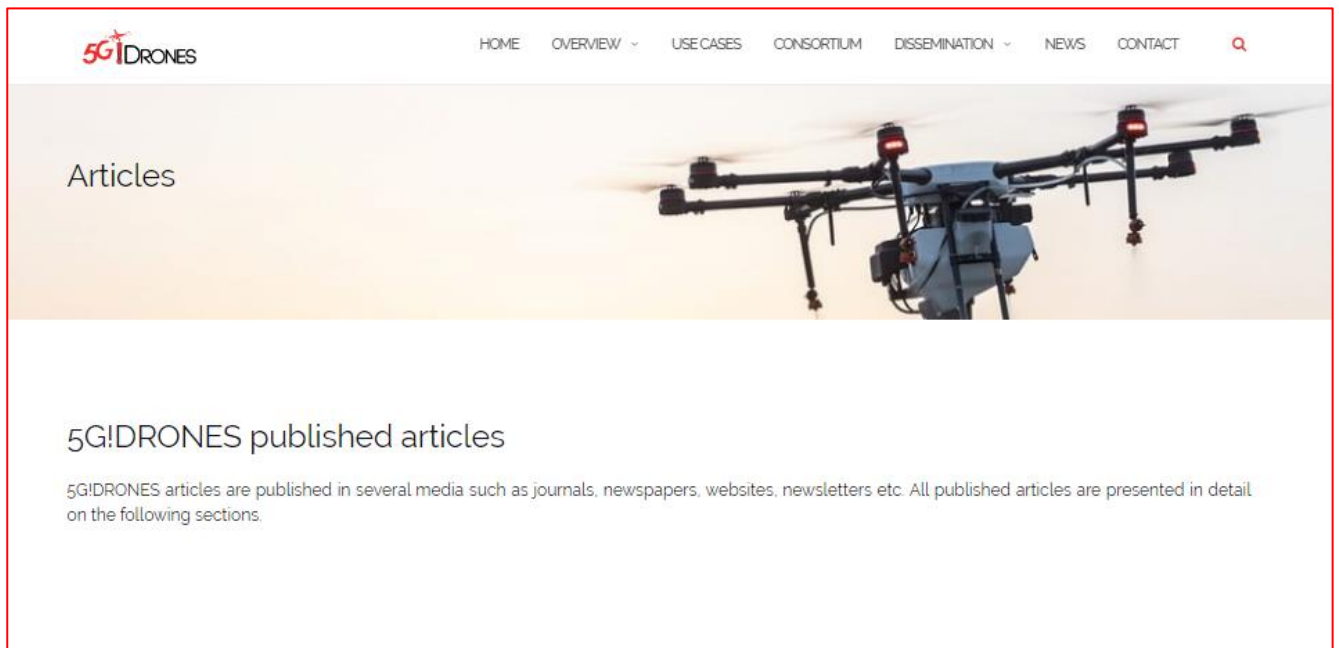 5G!DRONES
HOME OVERVIEW USE CASES CONSORTIUM DISSEMINATION NEWS CONTACT
Articles
5G!DRONES published articles
5G!DRONES articles are published in several media such as journals, newspapers, websites, newsletters etc. All published articles are presented in detail
on the following sections.